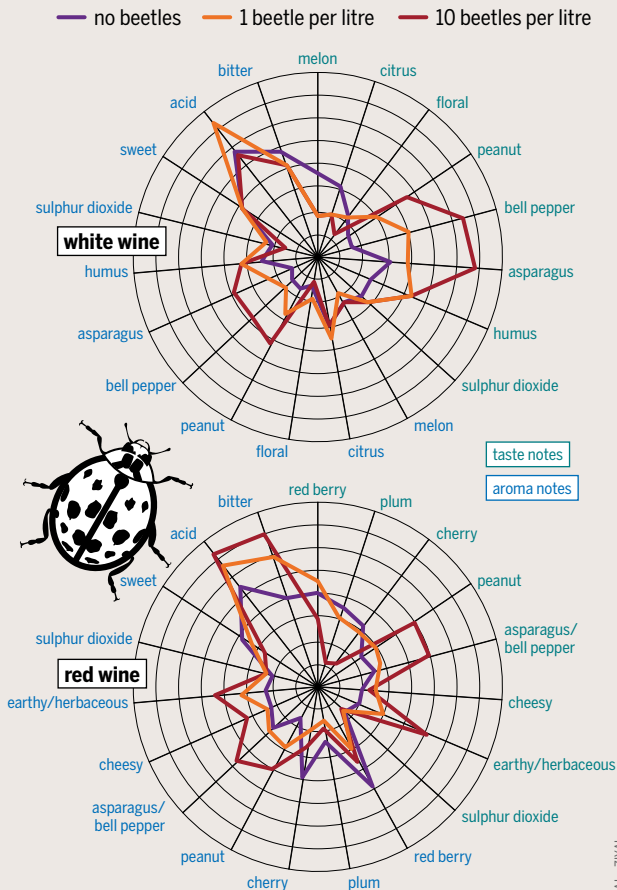 no beetles
1 beetle per litre
10 beetles per litre
melon
bitter
citrus
acid
floral
sweet
peanut
sulphur dioxide
bell pepper
white wine
humus
asparagus
asparagus
humus
bell pepper
sulphur dioxide
peanut
melon
floral
citrus
taste notes
aroma notes
red berry
bitter
plum
acid
cherry
sweet
peanut
sulphur dioxide
asparagus/
bell pepper
red wine
earthy/herbaceous
cheesy
cheesy
earthy/herbaceous
asparagus/
bell pepper
sulphur dioxide
peanut
red berry
cherry
plum